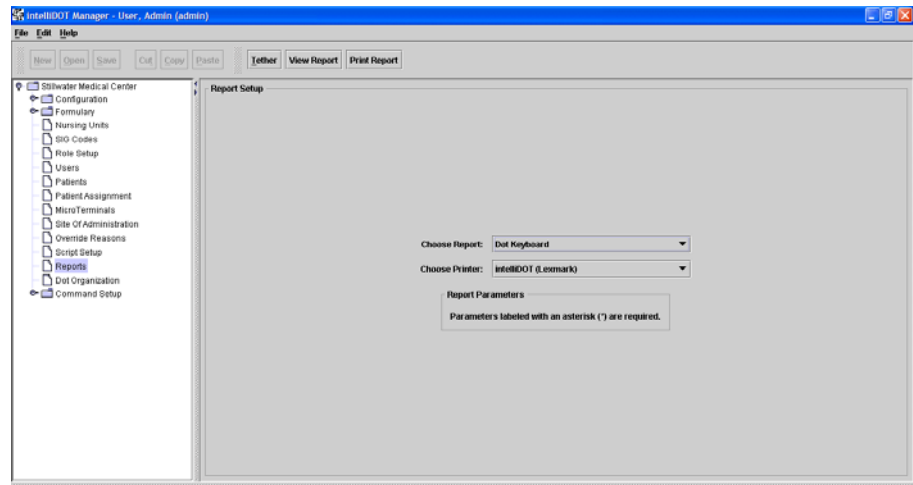 intelliDOT Manager - User, Admin (admin)
File Edit Help
New Open Save Cut Copy Paste Tether View Report Print Report
Stillwater Medical Center
Configuration
Formulary
Nursing Units
SIG Codes
Role Setup
Users
Patients
Patient Assignment
MicroTerminals
Site Of Administration
Override Reasons
Script Setup
Reports
Dot Organization
Command Setup
Report Setup
Choose Report: Dot Keyboard
Choose Printer: intelliDOT (Lexmark)
Report Parameters
Parameters labeled with an asterisk (*) are required.